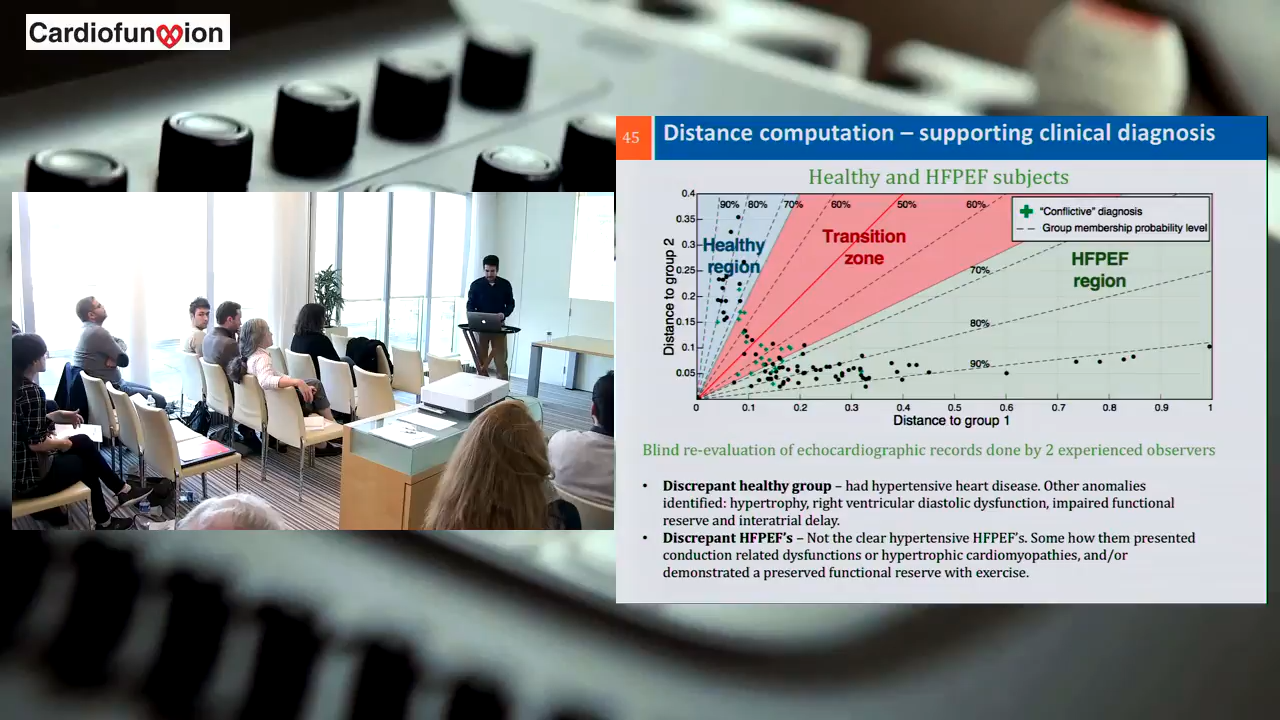 Cardiofunxion
45
Distance computation – supporting clinical diagnosis
Healthy and HFPEF subjects
0.4
0.35
0.3
0.25
0.2
0.15
0.1
0.05
Distance to group 2
90%
80%
70%
60%
50%
60%
70%
80%
90%
Healthy
region
Transition
zone
HFPEF
region
"Conflictive" diagnosis
Group membership probability level
0
0.1
0.2
0.3
0.4
0.5
0.6
0.7
0.8
0.9
1
Distance to group 1
Blind re-evaluation of echocardiographic records done by 2 experienced observers
• Discrepant healthy group – had hypertensive heart disease. Other anomalies
identified: hypertrophy, right ventricular diastolic dysfunction, impaired functional
reserve and interatrial delay.
• Discrepant HFPEF's – Not the clear hypertensive HFPEF's. Some how them presented
conduction related dysfunctions or hypertrophic cardiomyopathies, and/or
demonstrated a preserved functional reserve with exercise.